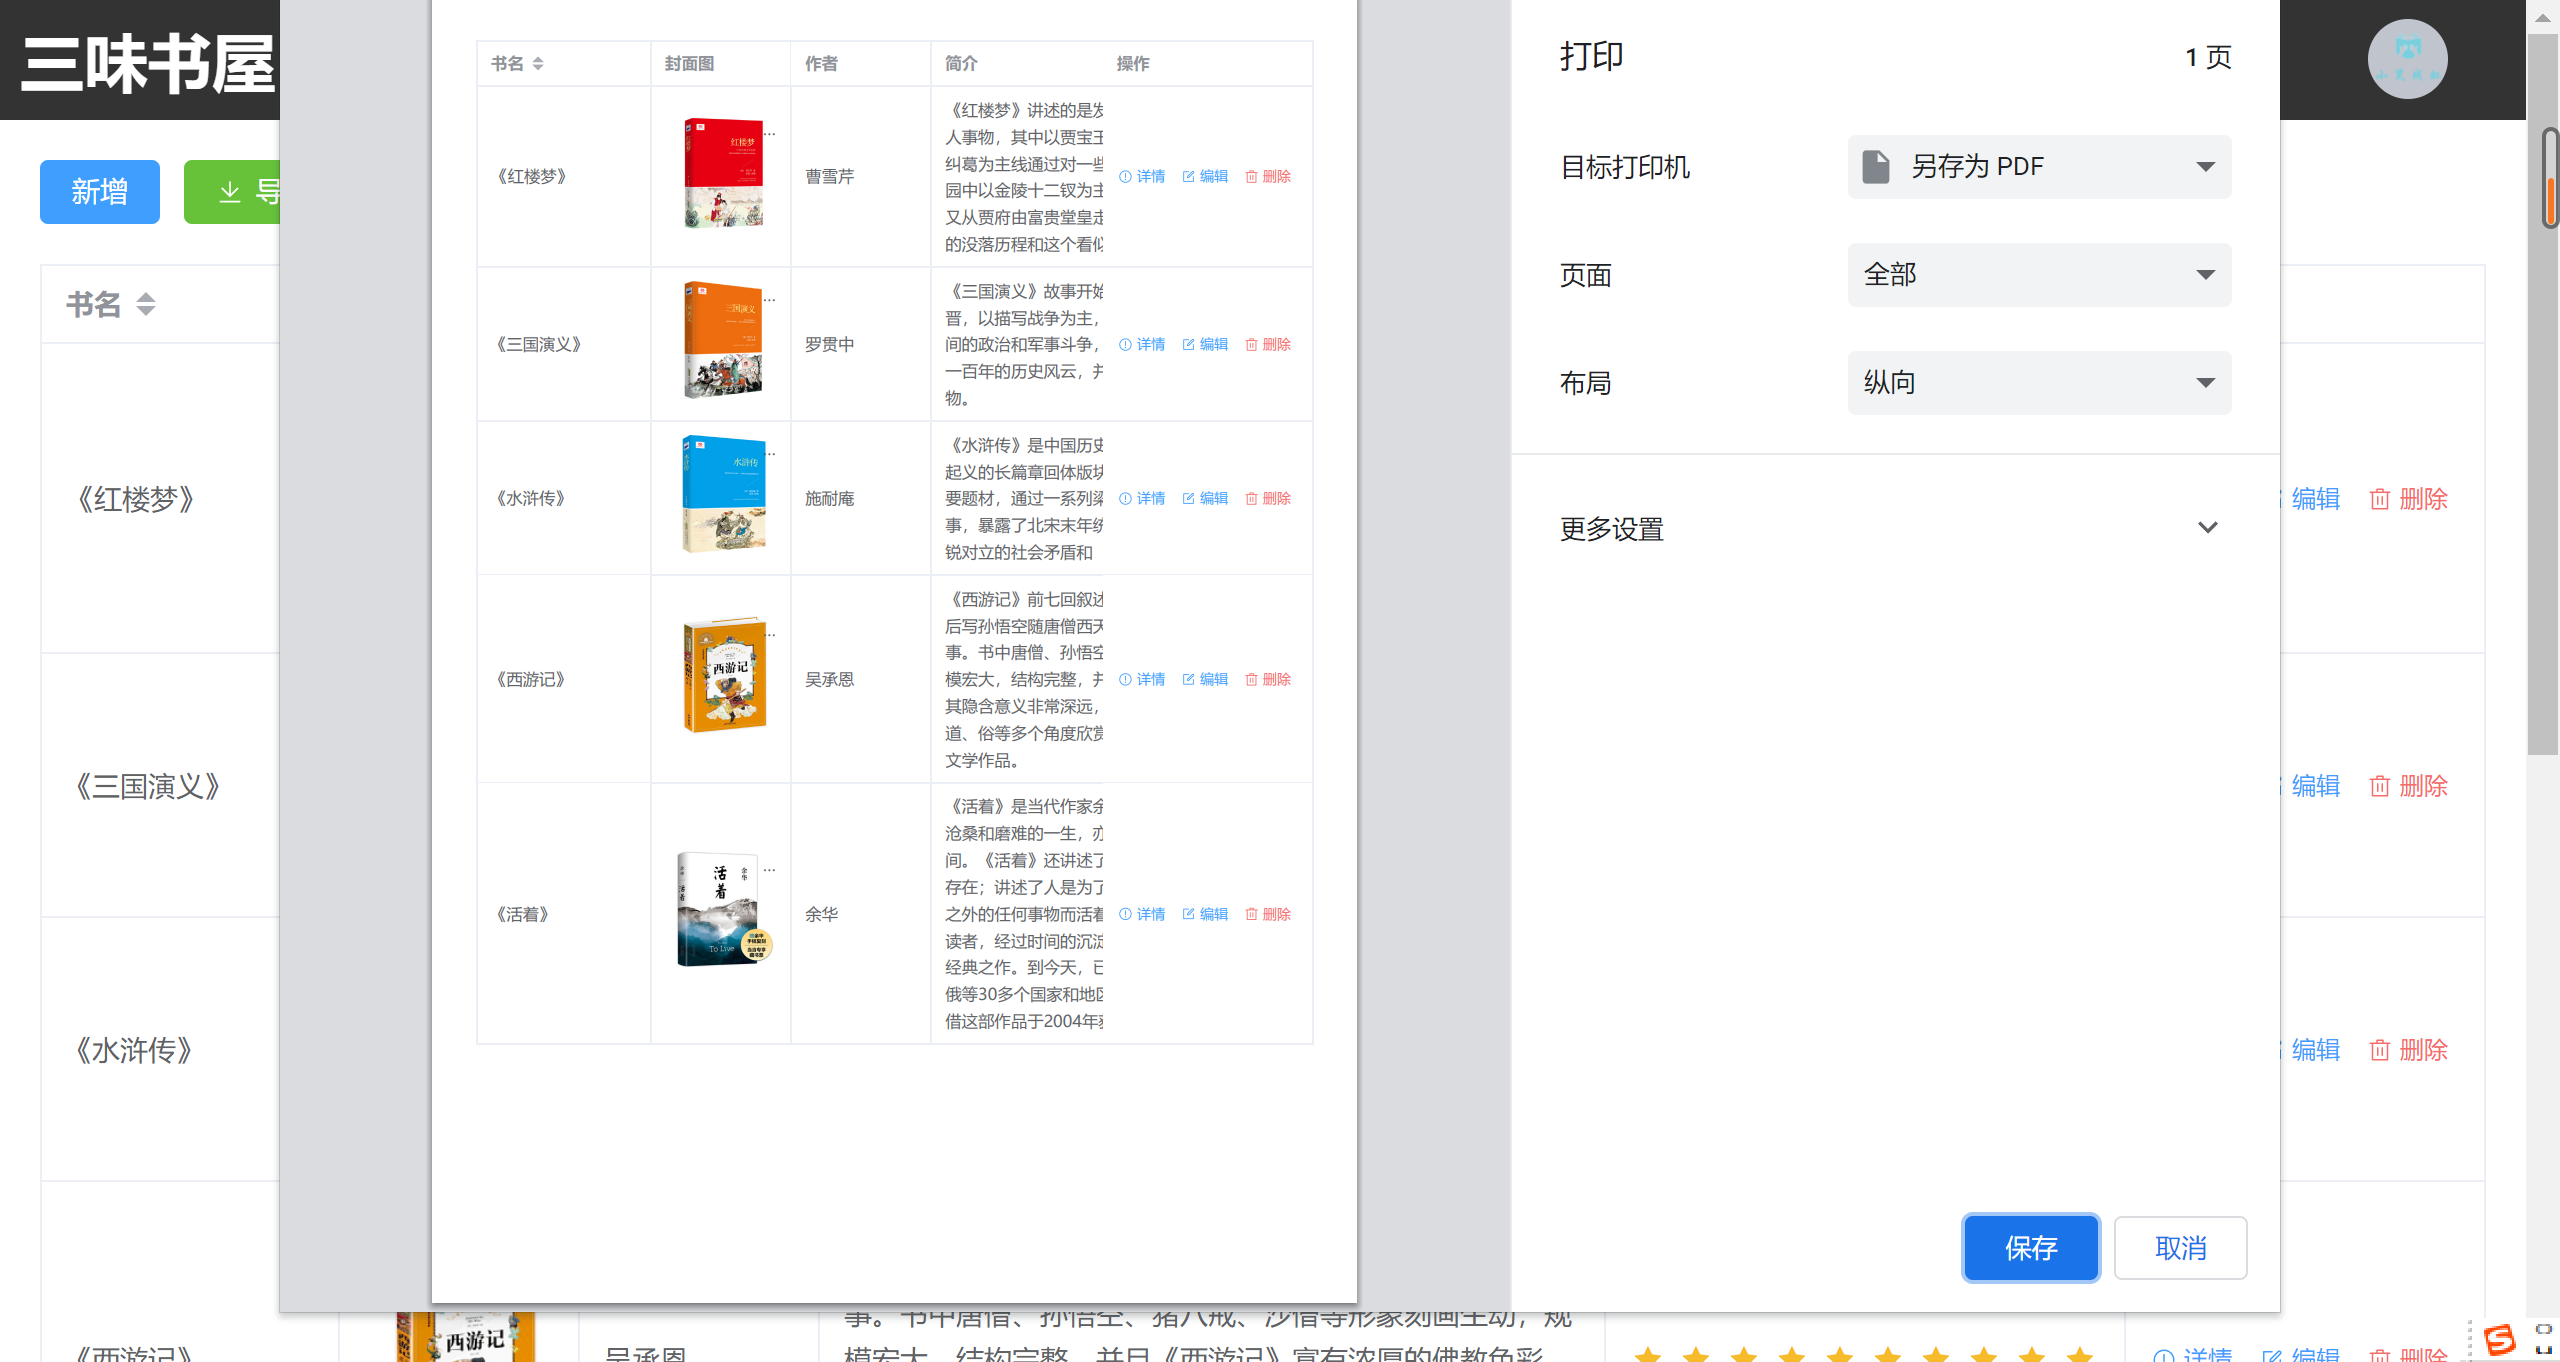 三味书屋
新增
导
书名
《红楼梦》
《三国演义》
《水浒传》
《西游记》
书名 封面图 作者 简介 操作
《红楼梦》
红楼梦
曹雪芹
《红楼梦》讲述的是发
人事物，其中以贾宝玉
纠葛为主线通过对一些
园中以金陵十二钗为主
又从贾府由富贵堂皇走
的没落历程和这个看似
详情 编辑 删除
《三国演义》
三国演义
罗贯中
《三国演义》故事开始
晋，以描写战争为主，
间的政治和军事斗争，
一百年的历史风云，并
物。
详情 编辑 删除
《水浒传》
水浒传
施耐庵
《水浒传》是中国历史
起义的长篇章回体版块
要题材，通过一系列梁
事，暴露了北宋末年统
锐对立的社会矛盾和
详情 编辑 删除
《西游记》
西游记
吴承恩
《西游记》前七回叙述
后写孙悟空随唐僧西天
事。书中唐僧、孙悟空
模宏大，结构完整，并
其隐含意义非常深远，
道、俗等多个角度欣赏
文学作品。
详情 编辑 删除
《活着》
活着
余华
To Live
余华
《活着》是当代作家余
沧桑和磨难的一生，亦
间。《活着》还讲述了
存在；讲述了人是为了
之外的任何事物而活着
读者，经过时间的沉淀
经典之作。到今天，已
俄等30多个国家和地区
借这部作品于2004年获
详情 编辑 删除
打印
1 页
目标打印机
另存为 PDF
页面
全部
布局
纵向
更多设置
保存
取消
编辑 删除
编辑 删除
编辑 删除
西游记
吴承恩
事。书中唐僧、孙悟空、猪八戒、沙僧等形象刻画生动，规
模宏大，结构完整，并且《西游记》富有浓厚的佛教色彩，
详情 编辑 删除